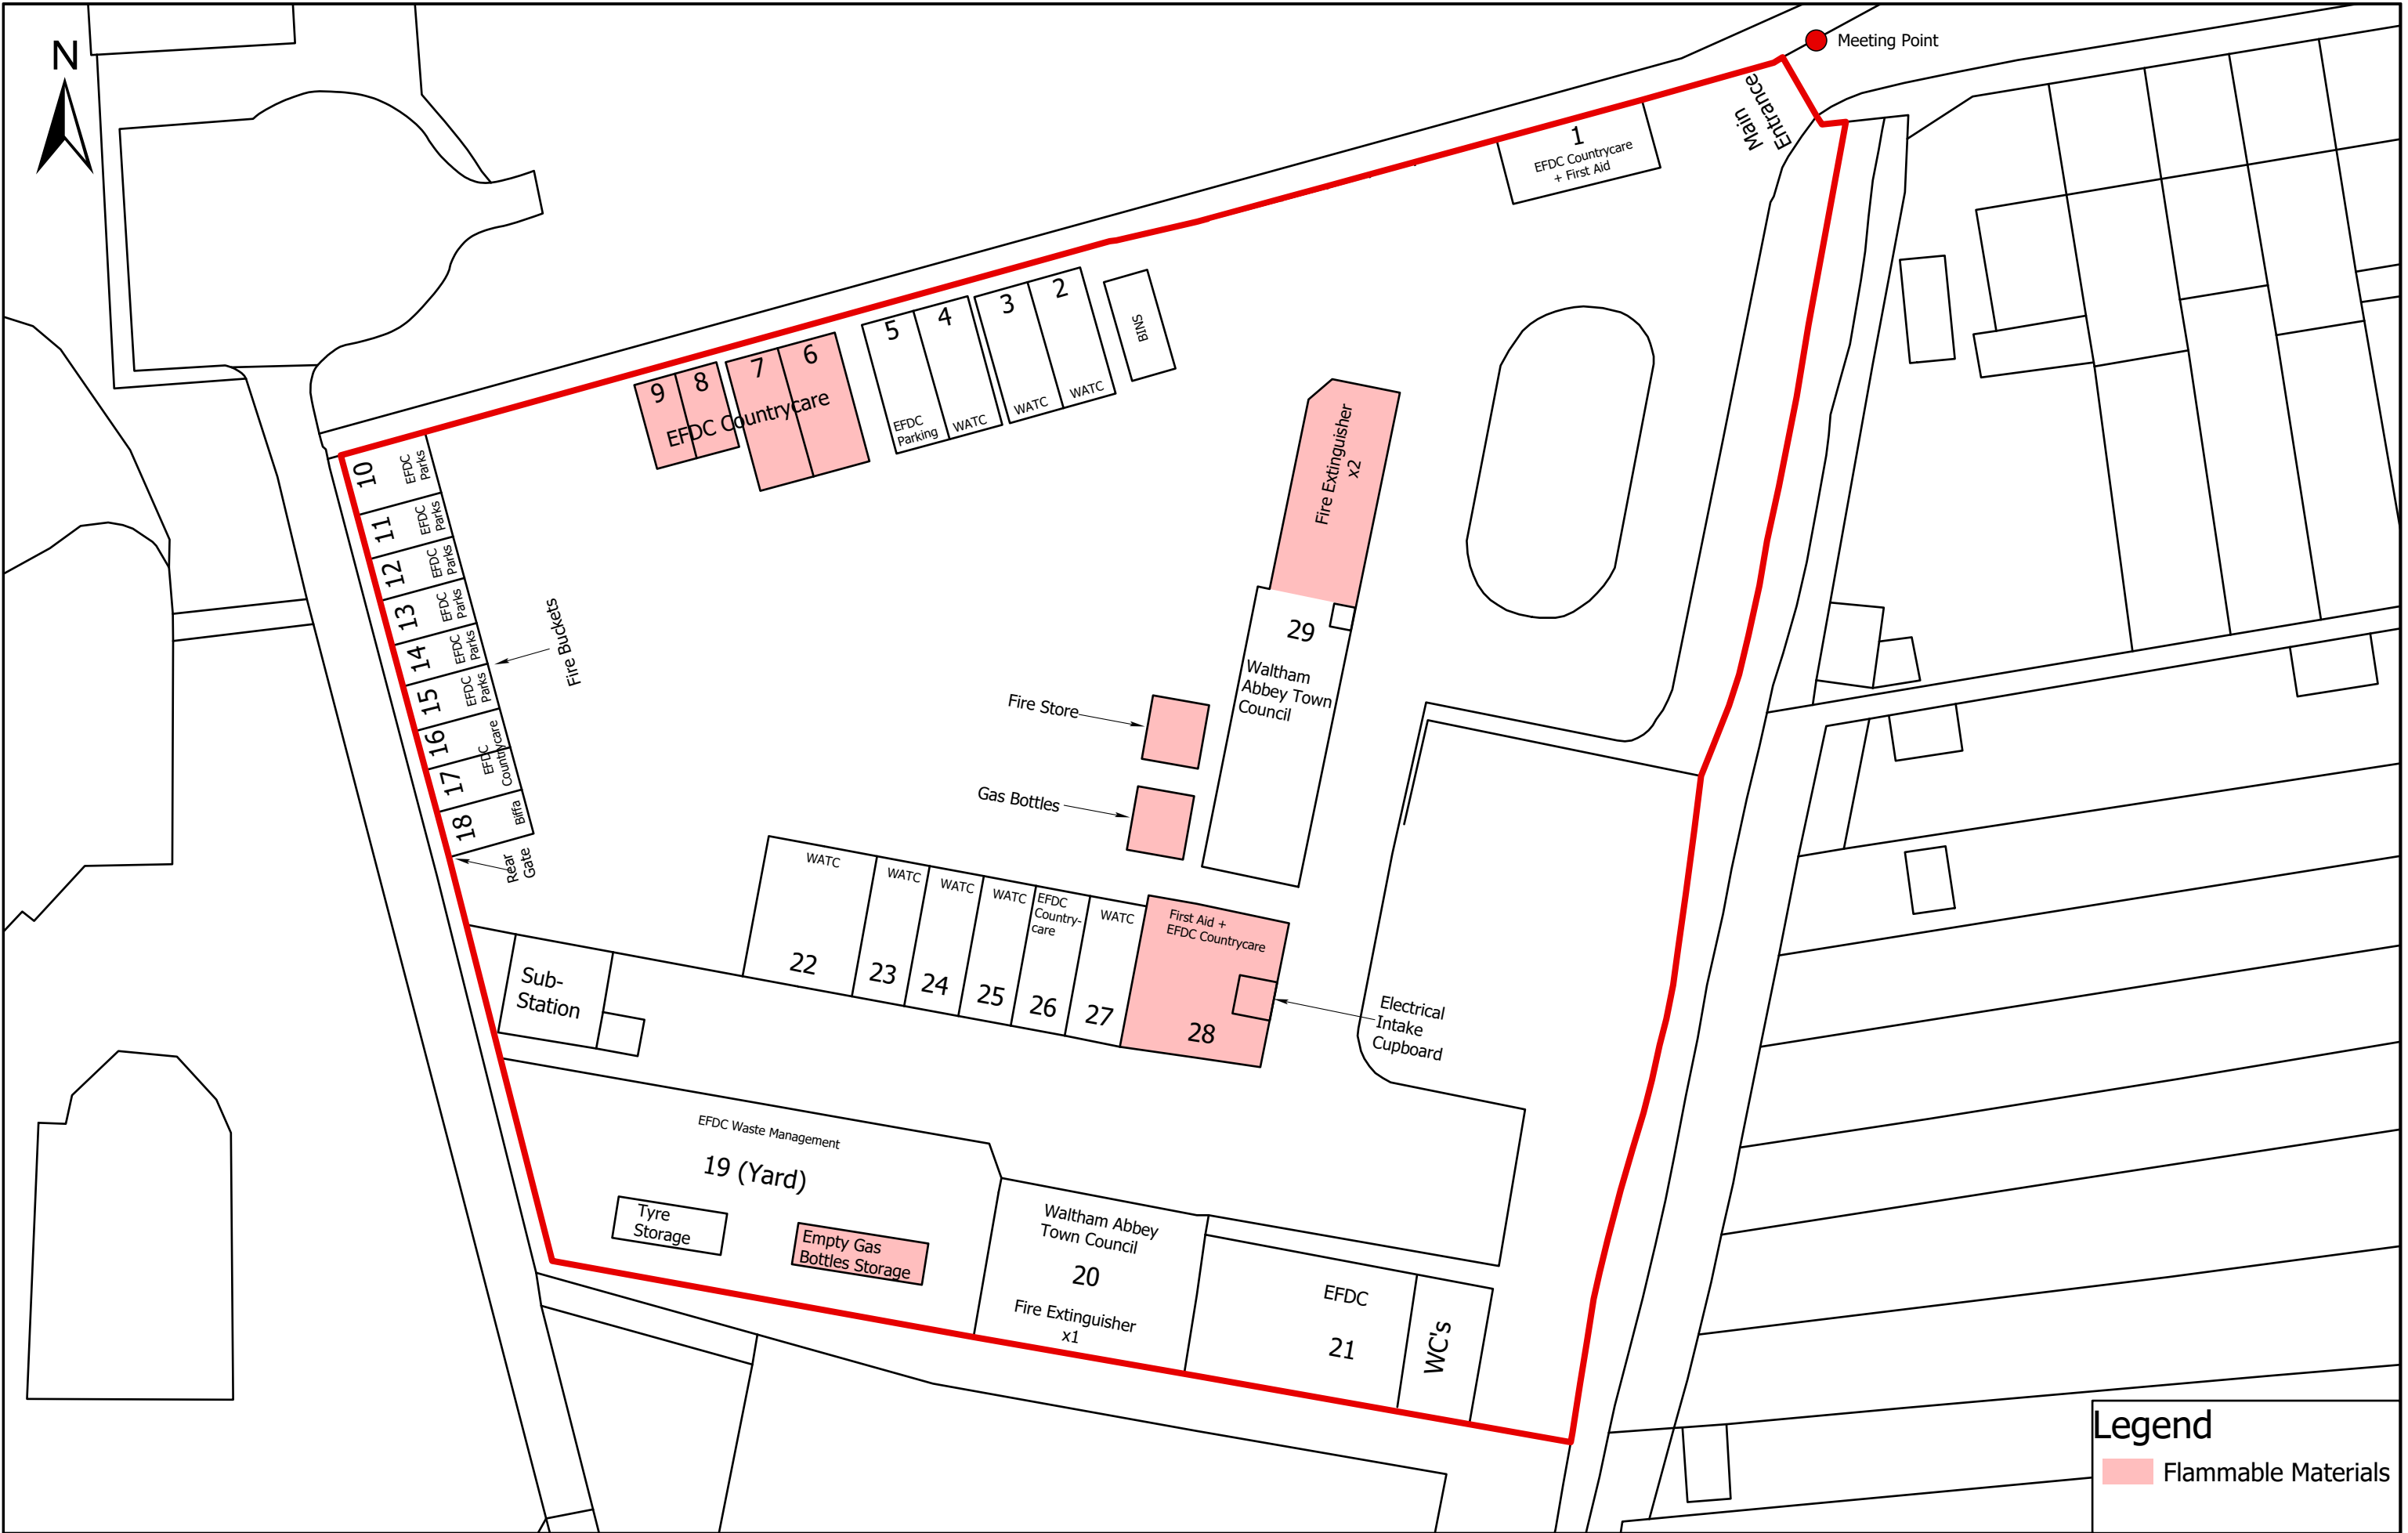 N
Meeting Point
Main
Entrance
1
EFDC Countrycare
+ First Aid
BINS
2
WATC
3
WATC
4
WATC
5
EFDC
Parking
6
7
8
9
EFDC Countrycare
10
EFDC
Parks
11
EFDC
Parks
12
EFDC
Parks
13
EFDC
Parks
14
EFDC
Parks
15
EFDC
Parks
16
17
EFDC
Countrycare
18
Biffa
Fire Buckets
Rear
Gate
Fire Extinguisher
x2
29
Waltham
Abbey Town
Council
Fire Store
Gas Bottles
WATC
22
WATC
23
WATC
24
WATC
25
EFDC
Country-
care
26
WATC
27
First Aid +
EFDC Countrycare
28
Electrical
Intake
Cupboard
Sub-
Station
EFDC Waste Management
19 (Yard)
Tyre
Storage
Empty Gas
Bottles Storage
Waltham Abbey
Town Council
20
Fire Extinguisher
x1
EFDC
21
WC's
Legend
Flammable Materials